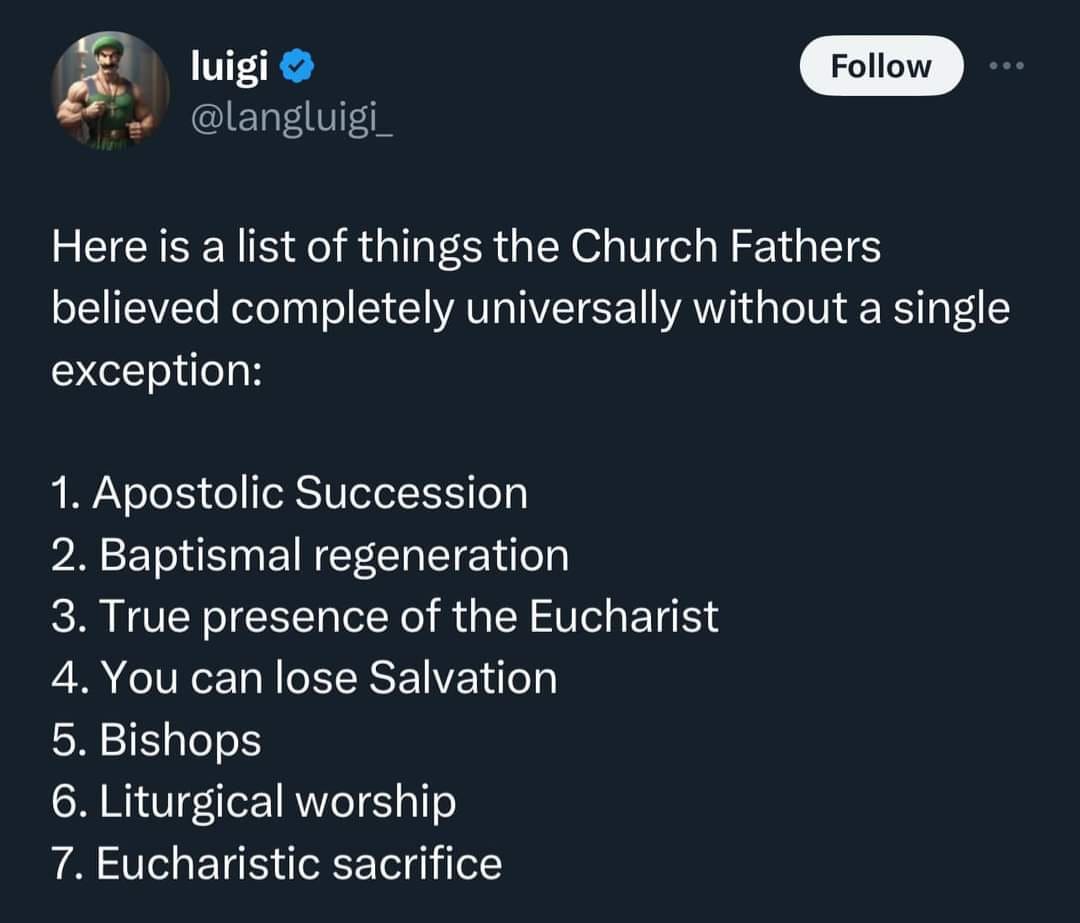 luigi
Follow
@langluigi_
Here is a list of things the Church Fathers
believed completely universally without a single
exception:
1. Apostolic Succession
2. Baptismal regeneration
3. True presence of the Eucharist
4. You can lose Salvation
5. Bishops
6. Liturgical worship
7. Eucharistic sacrifice